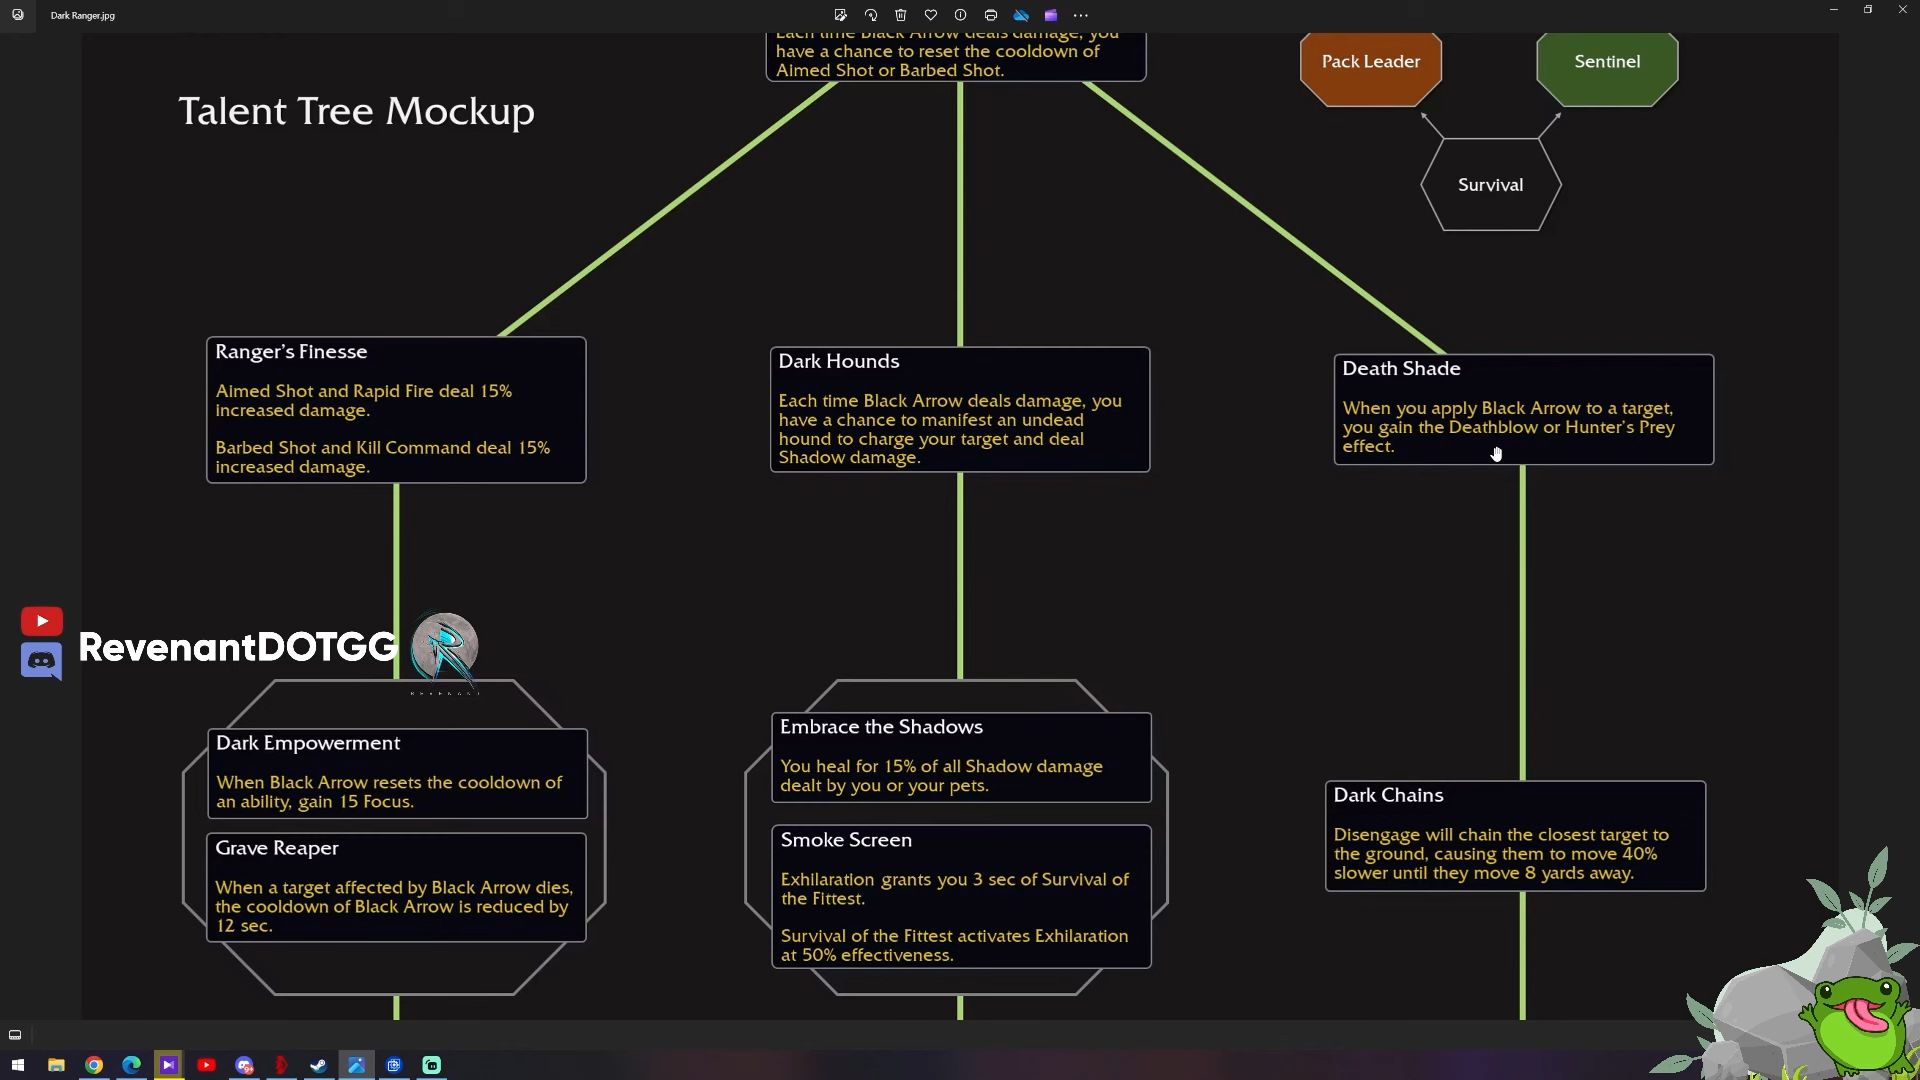 Dark Ranger.jpg
Each time Black Arrow deals damage, you
have a chance to reset the cooldown of
Aimed Shot or Barbed Shot.
Pack Leader
Sentinel
Talent Tree Mockup
Survival
Ranger's Finesse
Aimed Shot and Rapid Fire deal 15%
increased damage.
Barbed Shot and Kill Command deal 15%
increased damage.
Dark Hounds
Each time Black Arrow deals damage, you
have a chance to manifest an undead
hound to charge your target and deal
Shadow damage.
Death Shade
When you apply Black Arrow to a target,
you gain the Deathblow or Hunter's Prey
effect.
RevenantDOTGG
REVENANT
Dark Empowerment
When Black Arrow resets the cooldown of
an ability, gain 15 Focus.
Grave Reaper
When a target affected by Black Arrow dies,
the cooldown of Black Arrow is reduced by
12 sec.
Embrace the Shadows
You heal for 15% of all Shadow damage
dealt by you or your pets.
Smoke Screen
Exhilaration grants you 3 sec of Survival of
the Fittest.
Survival of the Fittest activates Exhilaration
at 50% effectiveness.
Dark Chains
Disengage will chain the closest target to
the ground, causing them to move 40%
slower until they move 8 yards away.